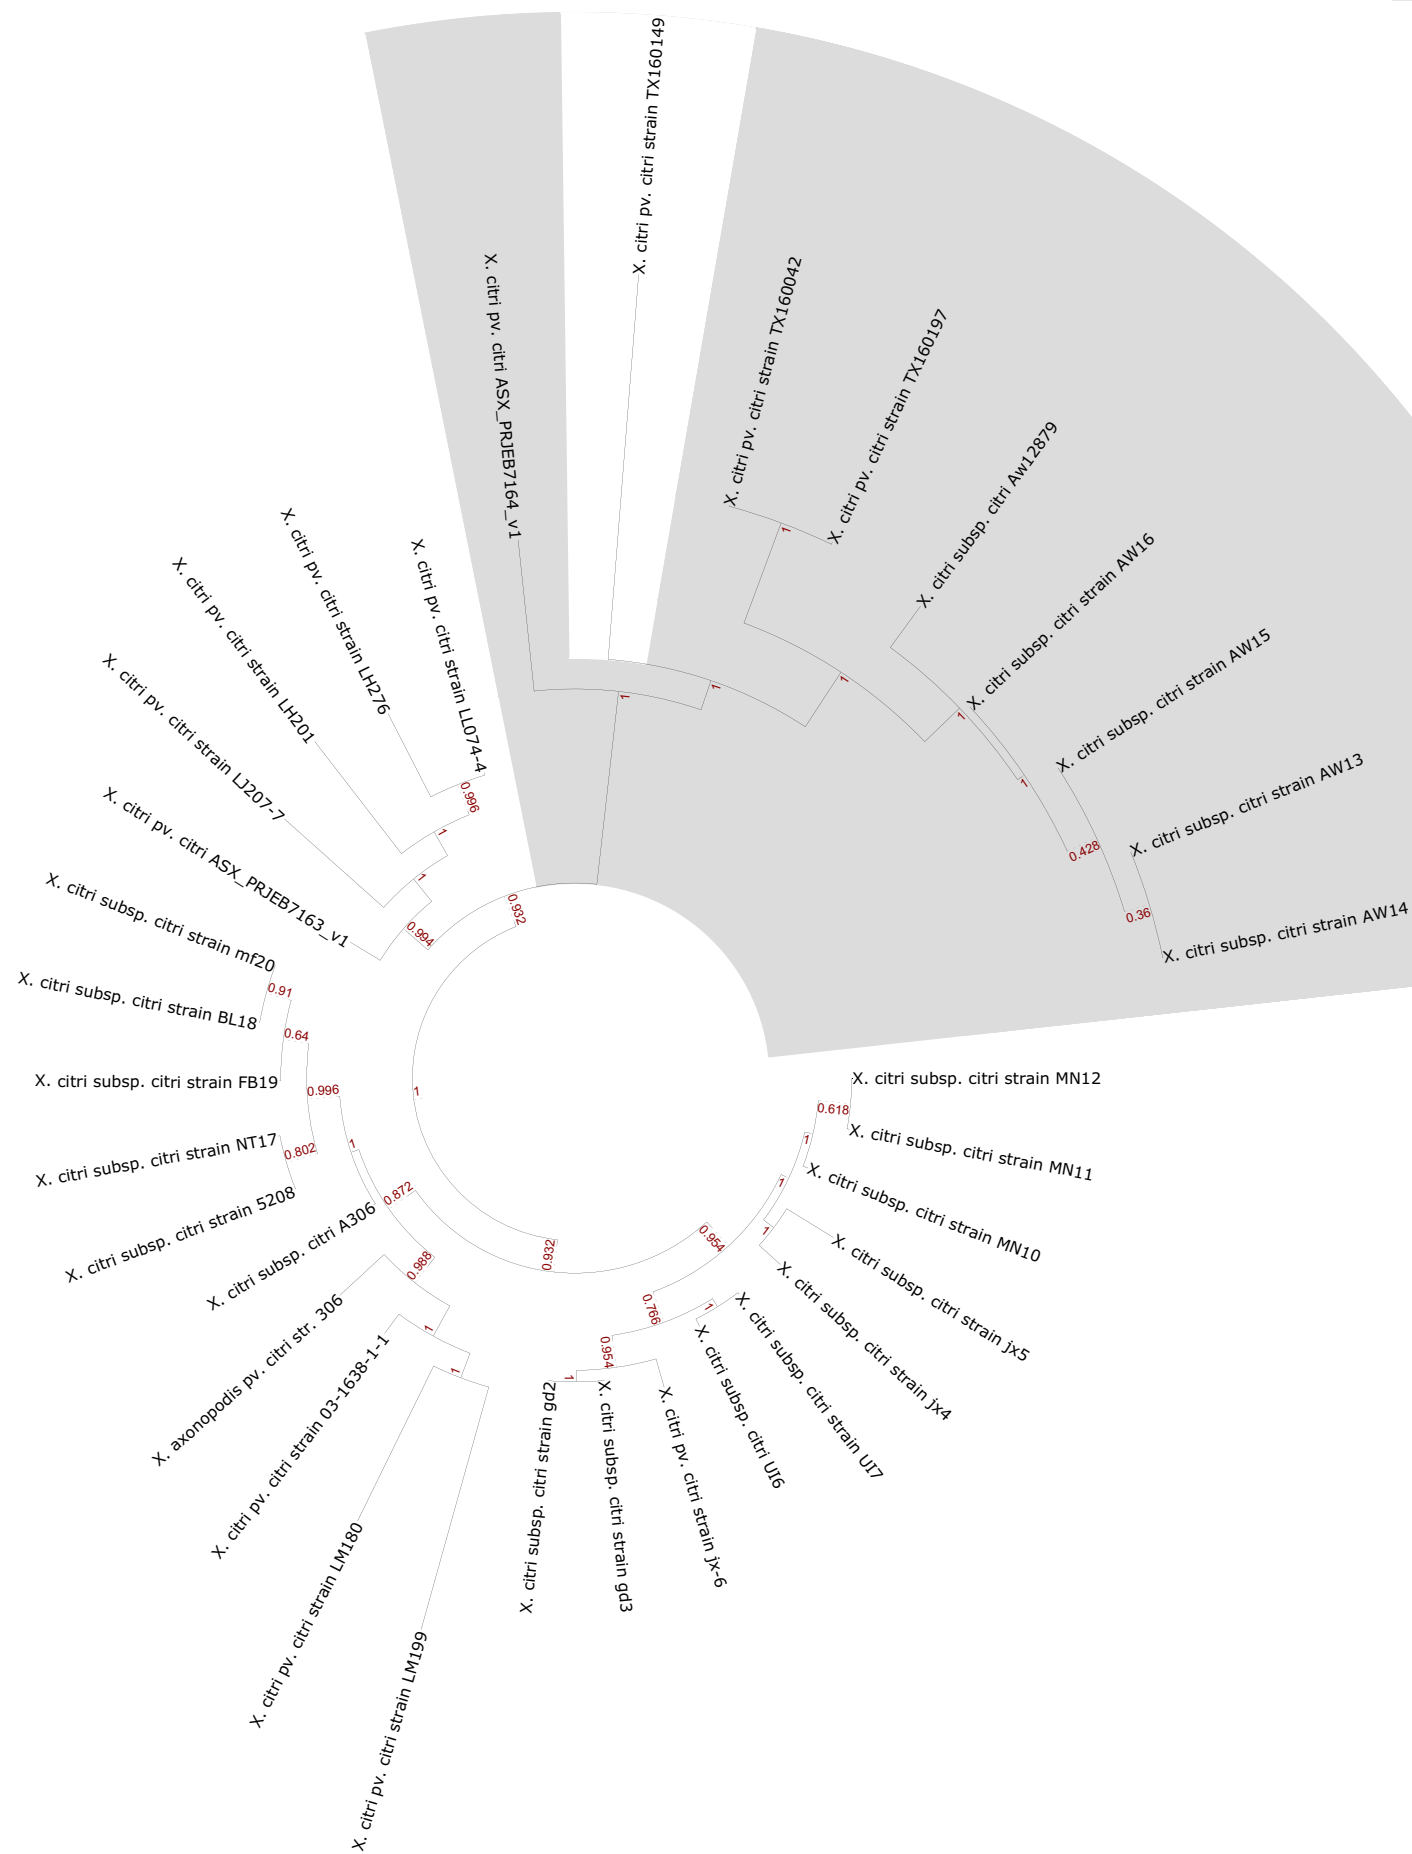 X. citri pv. citri strain TX160149
X. citri pv. citri strain TX160042
X. citri pv. citri strain TX160197
X. citri subsp. citri Aw12879
X. citri subsp. citri strain AW16
X. citri subsp. citri strain AW15
X. citri subsp. citri strain AW13
X. citri subsp. citri strain AW14
X. citri pv. citri ASX_PRJEB7164_v1
X. citri pv. citri strain LL074-4
X. citri pv. citri strain LH276
X. citri pv. citri strain LH201
X. citri pv. citri strain LJ207-7
X. citri pv. citri ASX_PRJEB7163_v1
X. citri subsp. citri strain mf20
X. citri subsp. citri strain BL18
X. citri subsp. citri strain FB19
X. citri subsp. citri strain NT17
X. citri subsp. citri strain 5208
X. citri subsp. citri A306
X. axonopodis pv. citri str. 306
X. citri pv. citri strain 03-1638-1-1
X. citri pv. citri strain LM180
X. citri pv. citri strain LM199
X. citri subsp. citri strain gd2
X. citri subsp. citri strain gd3
X. citri pv. citri strain jx-6
X. citri subsp. citri UI6
X. citri subsp. citri strain UI7
X. citri subsp. citri strain jx4
X. citri subsp. citri strain jx5
X. citri subsp. citri strain MN10
X. citri subsp. citri strain MN11
X. citri subsp. citri strain MN12
1
1
1
1
1
1
0.428
0.36
0.996
1
1
0.994
0.932
0.91
0.64
0.996
0.802
1
1
0.872
0.988
1
1
0.932
0.954
0.766
0.954
1
1
1
1
1
0.618